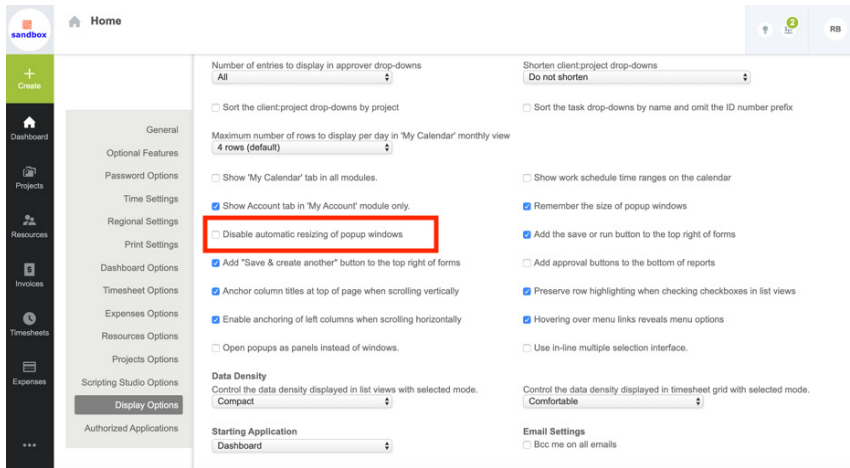 sandbox
Home
2
RB
Create
Dashboard
Projects
Resources
Invoices
Timesheets
Expenses
General
Optional Features
Password Options
Time Settings
Regional Settings
Print Settings
Dashboard Options
Timesheet Options
Expenses Options
Resources Options
Projects Options
Scripting Studio Options
Display Options
Authorized Applications
Number of entries to display in approver drop-downs
All
Shorten client:project drop-downs
Do not shorten
Sort the client:project drop-downs by project
Sort the task drop-downs by name and omit the ID number prefix
Maximum number of rows to display per day in 'My Calendar' monthly view
4 rows (default)
Show 'My Calendar' tab in all modules.
Show work schedule time ranges on the calendar
Show Account tab in 'My Account' module only.
Remember the size of popup windows
Disable automatic resizing of popup windows
Add the save or run button to the top right of forms
Add "Save & create another" button to the top right of forms
Add approval buttons to the bottom of reports
Anchor column titles at top of page when scrolling vertically
Preserve row highlighting when checking checkboxes in list views
Enable anchoring of left columns when scrolling horizontally
Hovering over menu links reveals menu options
Open popups as panels instead of windows.
Use in-line multiple selection interface.
Data Density
Control the data density displayed in list views with selected mode.
Compact
Control the data density displayed in timesheet grid with selected mode.
Comfortable
Starting Application
Dashboard
Email Settings
Bcc me on all emails